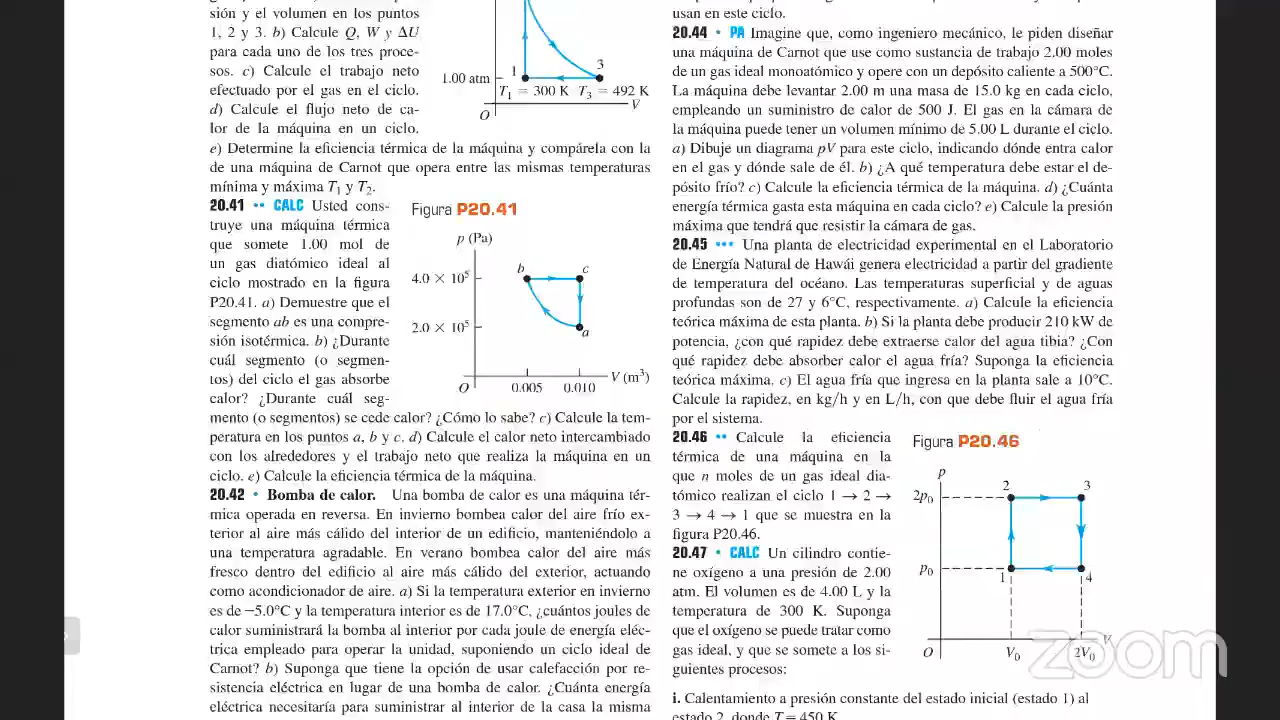 sión y el volumen en los puntos
1, 2 y 3. b) Calcule Q, W y ΔU
para cada uno de los tres proce-
sos. c) Calcule el trabajo neto
efectuado por el gas en el ciclo.
d) Calcule el flujo neto de ca-
lor de la máquina en un ciclo.
1.00 atm
1
3
T1 = 300 K T3 = 492 K
V
O
e) Determine la eficiencia térmica de la máquina y compárela con la
de una máquina de Carnot que opera entre las mismas temperaturas
mínima y máxima T1 y T2.
20.41 •• CALC Usted cons-
truye una máquina térmica
que somete 1.00 mol de
un gas diatómico ideal al
ciclo mostrado en la figura
P20.41. a) Demuestre que el
segmento ab es una compre-
sión isotérmica. b) ¿Durante
cuál segmento (o segmen-
tos) del ciclo el gas absorbe
calor? ¿Durante cuál seg-
Figura P20.41
p (Pa)
b
c
4.0 × 10⁵
2.0 × 10⁵
a
V (m³)
O
0.005
0.010
mento (o segmentos) se cede calor? ¿Cómo lo sabe? c) Calcule la tem-
peratura en los puntos a, b y c. d) Calcule el calor neto intercambiado
con los alrededores y el trabajo neto que realiza la máquina en un
ciclo. e) Calcule la eficiencia térmica de la máquina.
20.42 • Bomba de calor. Una bomba de calor es una máquina tér-
mica operada en reversa. En invierno bombea calor del aire frío ex-
terior al aire más cálido del interior de un edificio, manteniéndolo a
una temperatura agradable. En verano bombea calor del aire más
fresco dentro del edificio al aire más cálido del exterior, actuando
como acondicionador de aire. a) Si la temperatura exterior en invierno
es de −5.0°C y la temperatura interior es de 17.0°C, ¿cuántos joules de
calor suministrará la bomba al interior por cada joule de energía eléc-
trica empleado para operar la unidad, suponiendo un ciclo ideal de
Carnot? b) Suponga que tiene la opción de usar calefacción por re-
sistencia eléctrica en lugar de una bomba de calor. ¿Cuánta energía
eléctrica necesitaría para suministrar al interior de la casa la misma
usan en este ciclo.
20.44 • PA Imagine que, como ingeniero mecánico, le piden diseñar
una máquina de Carnot que use como sustancia de trabajo 2.00 moles
de un gas ideal monoatómico y opere con un depósito caliente a 500°C.
La máquina debe levantar 2.00 m una masa de 15.0 kg en cada ciclo,
empleando un suministro de calor de 500 J. El gas en la cámara de
la máquina puede tener un volumen mínimo de 5.00 L durante el ciclo.
a) Dibuje un diagrama pV para este ciclo, indicando dónde entra calor
en el gas y dónde sale de él. b) ¿A qué temperatura debe estar el de-
pósito frío? c) Calcule la eficiencia térmica de la máquina. d) ¿Cuánta
energía térmica gasta esta máquina en cada ciclo? e) Calcule la presión
máxima que tendrá que resistir la cámara de gas.
20.45 ••• Una planta de electricidad experimental en el Laboratorio
de Energía Natural de Hawái genera electricidad a partir del gradiente
de temperatura del océano. Las temperaturas superficial y de aguas
profundas son de 27 y 6°C, respectivamente. a) Calcule la eficiencia
teórica máxima de esta planta. b) Si la planta debe producir 210 kW de
potencia, ¿con qué rapidez debe extraerse calor del agua tibia? ¿Con
qué rapidez debe absorber calor el agua fría? Suponga la eficiencia
teórica máxima. c) El agua fría que ingresa en la planta sale a 10°C.
Calcule la rapidez, en kg/h y en L/h, con que debe fluir el agua fría
por el sistema.
20.46 •• Calcule la eficiencia
térmica de una máquina en la
que n moles de un gas ideal dia-
tómico realizan el ciclo 1 → 2 →
3 → 4 → 1 que se muestra en la
figura P20.46.
20.47 • CALC Un cilindro contie-
ne oxígeno a una presión de 2.00
atm. El volumen es de 4.00 L y la
temperatura de 300 K. Suponga
que el oxígeno se puede tratar como
gas ideal, y que se somete a los si-
guientes procesos:
Figura P20.46
p
2p0
2
3
p0
1
4
O
V0
2V0
V
zoom
i. Calentamiento a presión constante del estado inicial (estado 1) al
estado 2, donde T = 450 K.